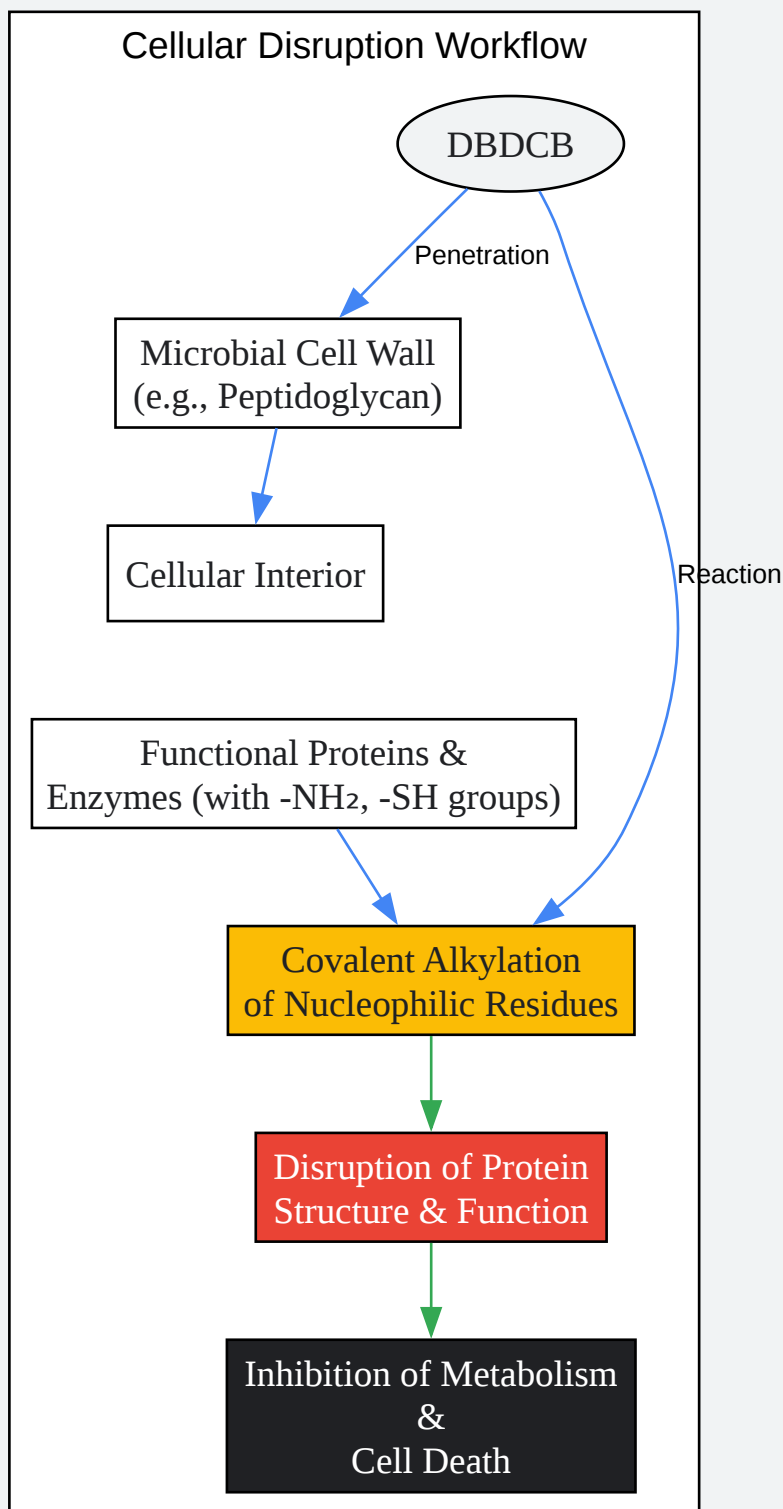 Cellular Disruption Workflow
DBDCB
Penetration
Microbial Cell Wall
(e.g., Peptidoglycan)
Cellular Interior
Reaction
Functional Proteins &
Enzymes (with -NH₂, -SH groups)
Covalent Alkylation
of Nucleophilic Residues
Disruption of Protein
Structure & Function
Inhibition of Metabolism
&
Cell Death